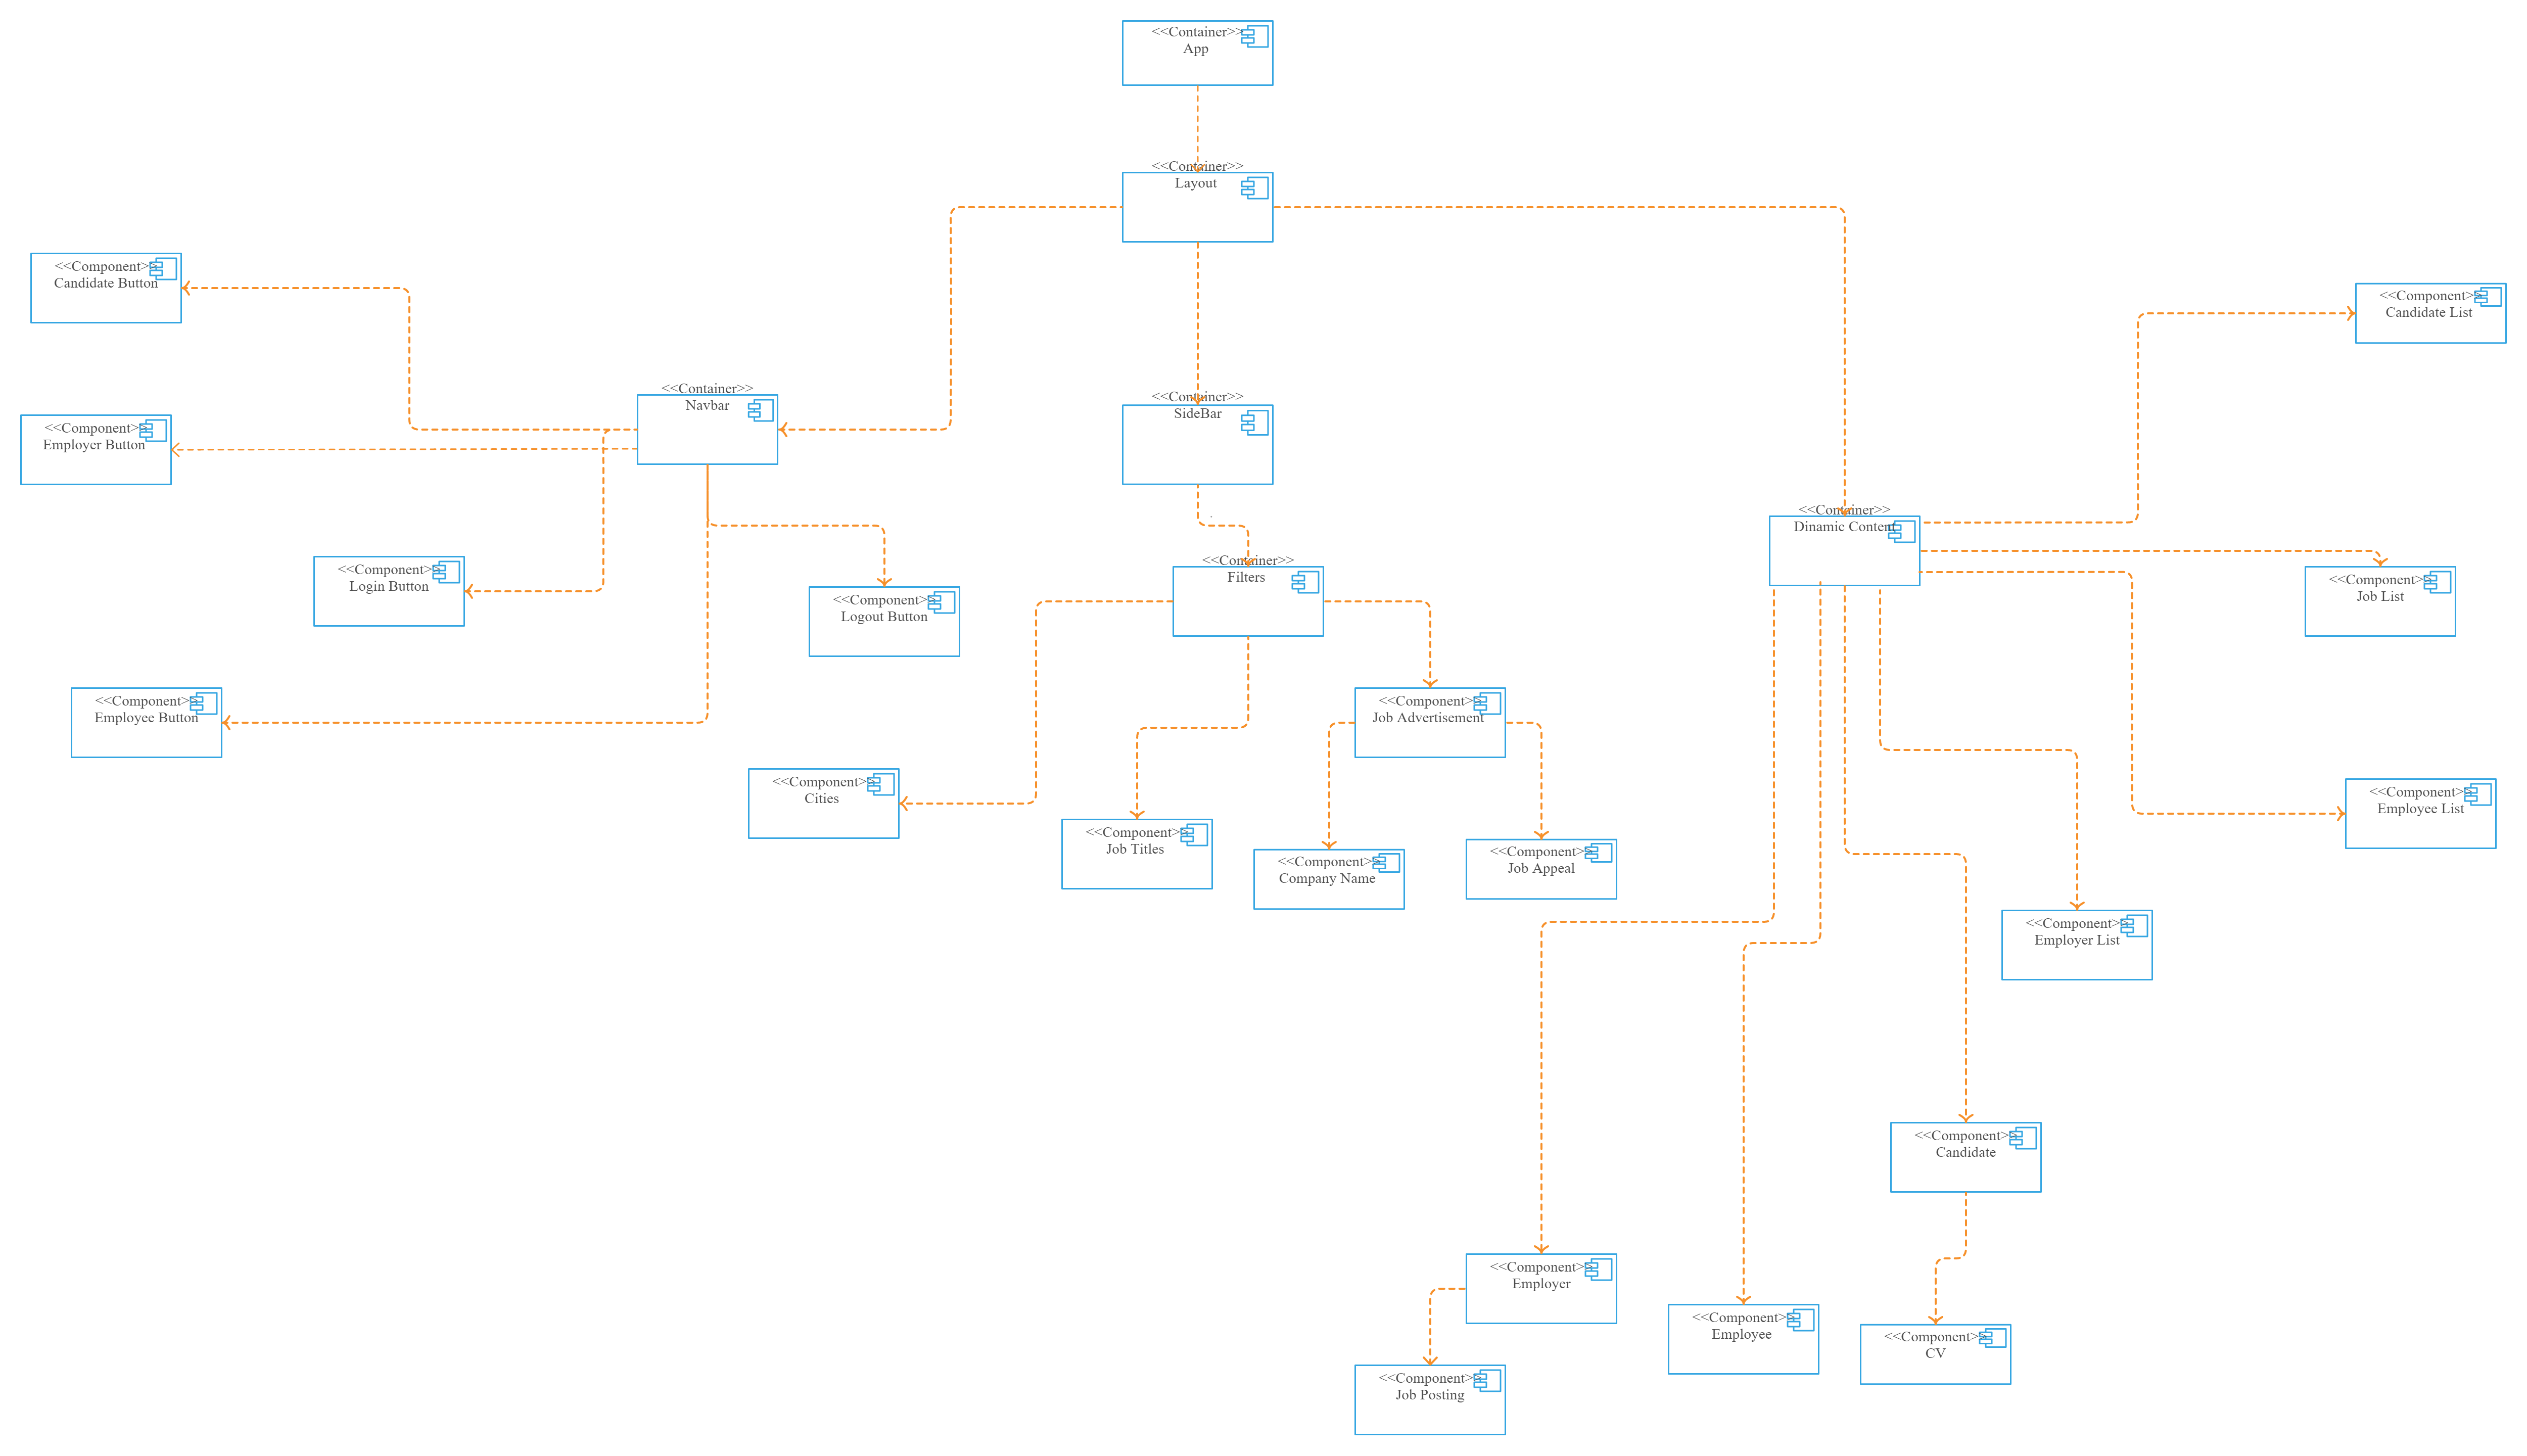 <<Container>>
App
<<Container>>
Layout
<<Component>>
Candidate Button
<<Component>>
Candidate List
<<Container>>
Navbar
<<Container>>
SideBar
<<Component>>
Employer Button
<<Container>>
Dinamic Content
<<Component>>
Login Button
<<Container>>
Filters
<<Component>>
Job List
<<Component>>
Logout Button
<<Component>>
Employee Button
<<Component>>
Job Advertisement
<<Component>>
Cities
<<Component>>
Employee List
<<Component>>
Job Titles
<<Component>>
Company Name
<<Component>>
Job Appeal
<<Component>>
Employer List
<<Component>>
Candidate
<<Component>>
Employer
<<Component>>
Employee
<<Component>>
CV
<<Component>>
Job Posting